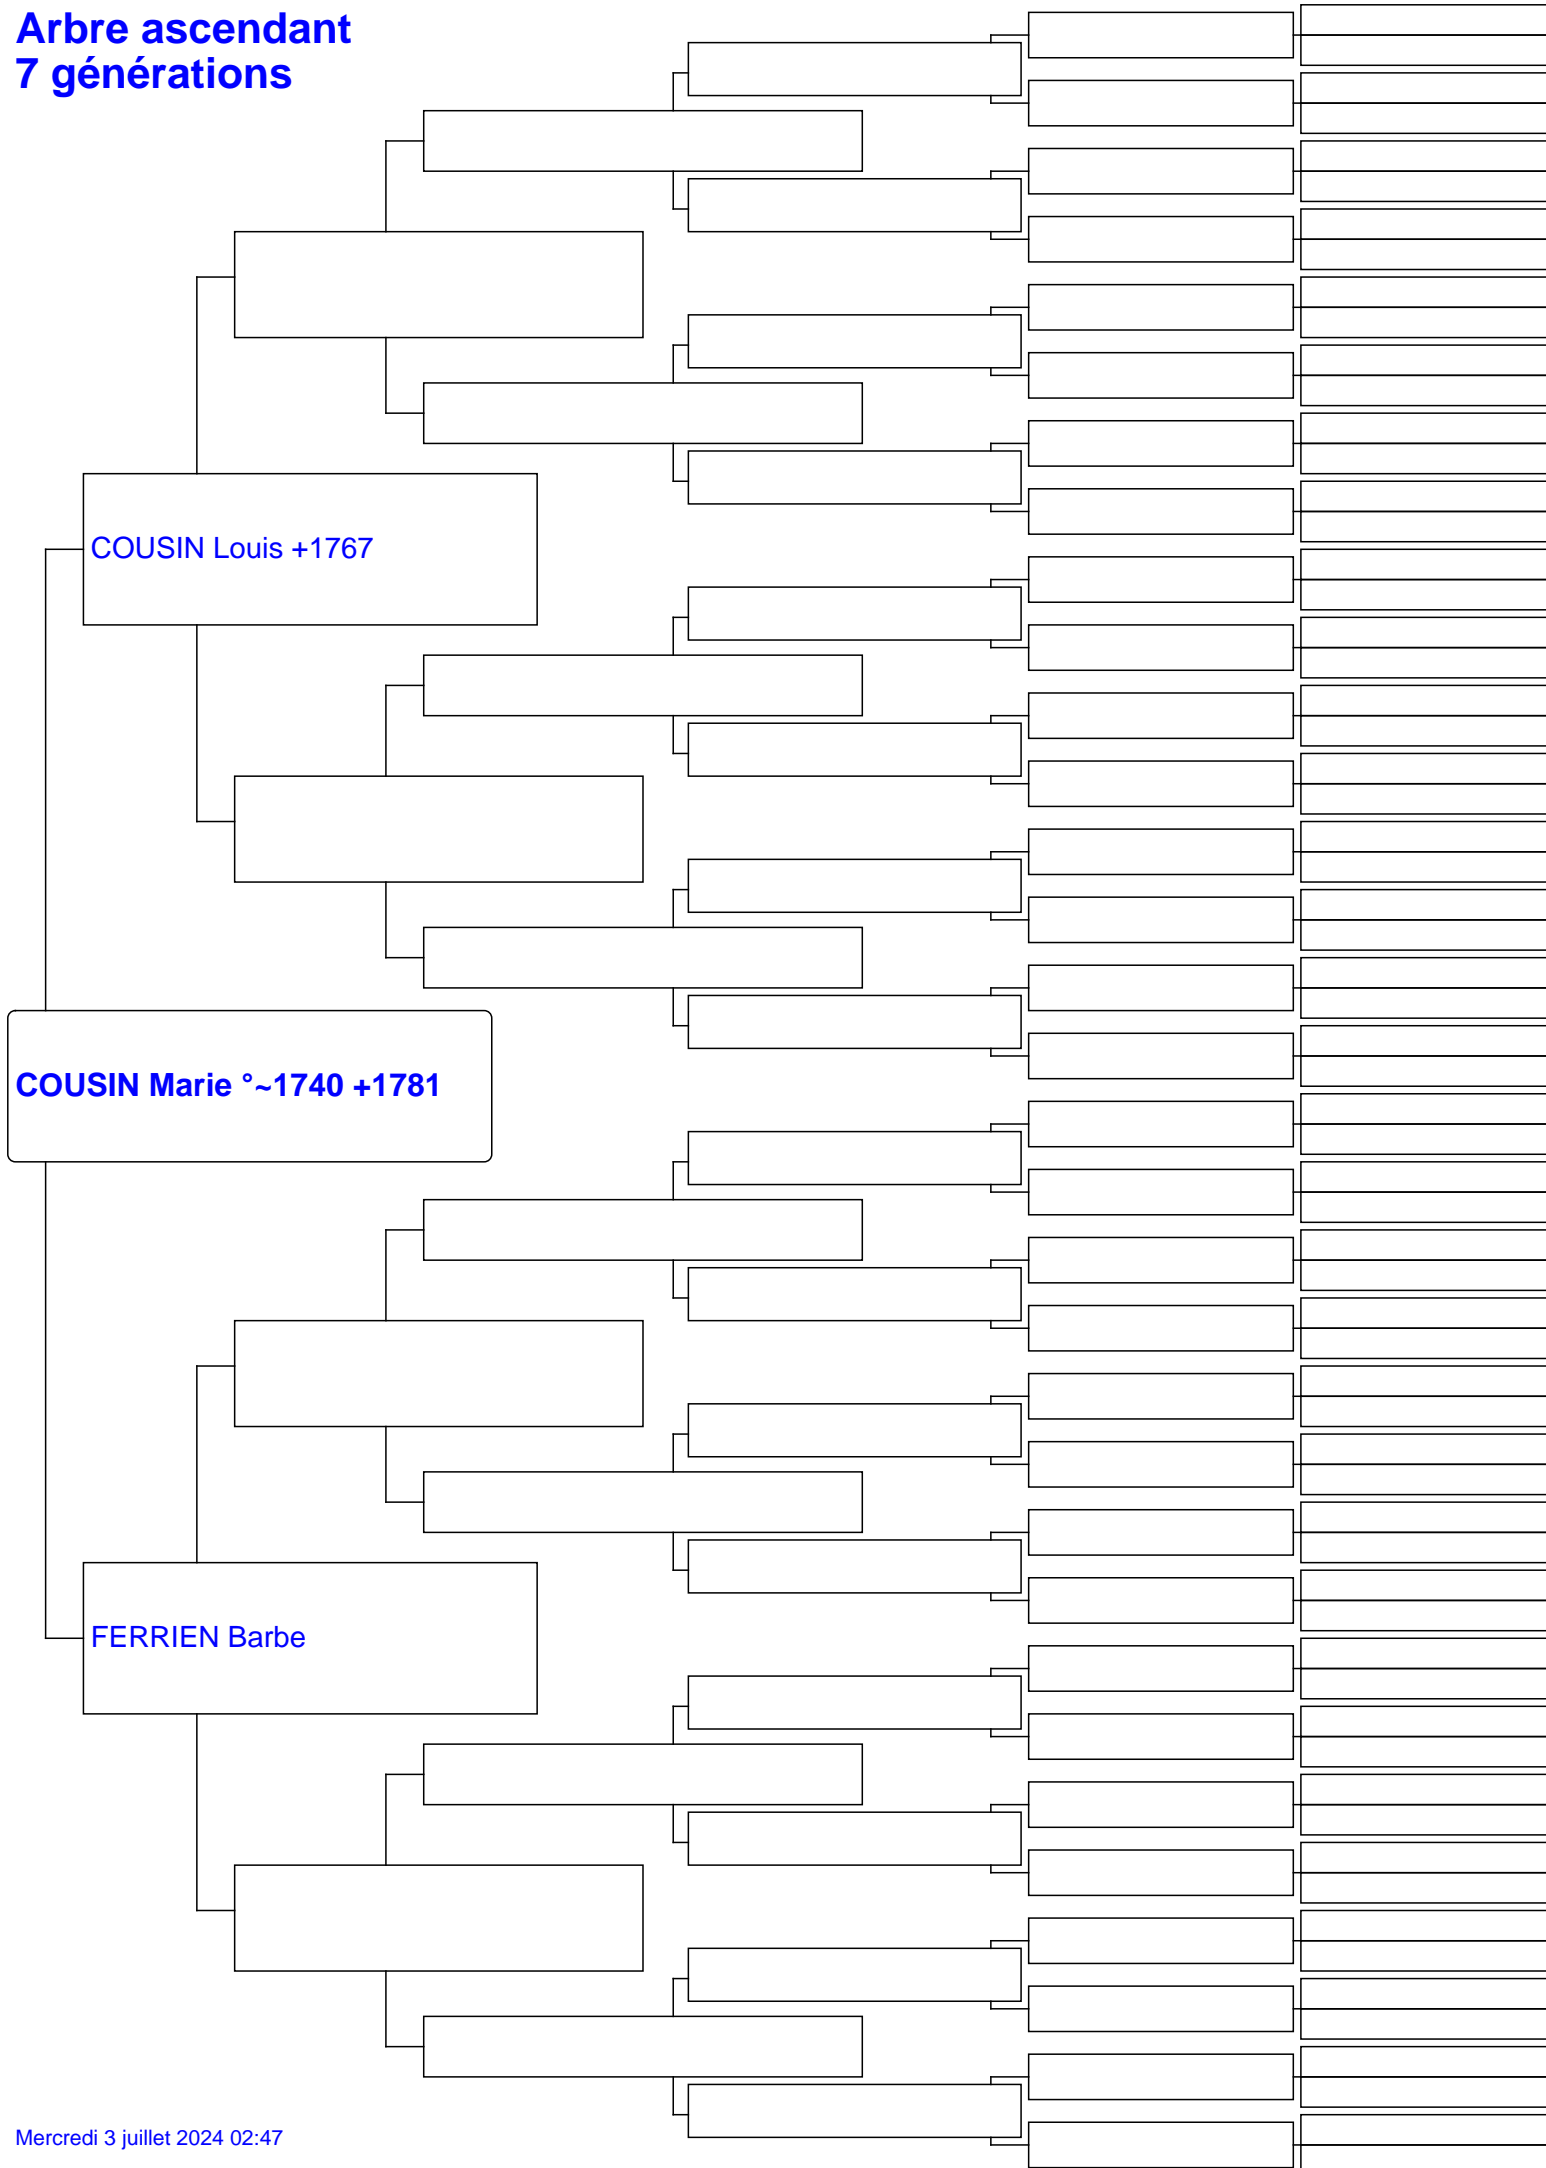 Arbre ascendant
7 générations
COUSIN Louis +1767
COUSIN Marie °~1740 +1781
FERRIEN Barbe
Mercredi 3 juillet 2024 02:47